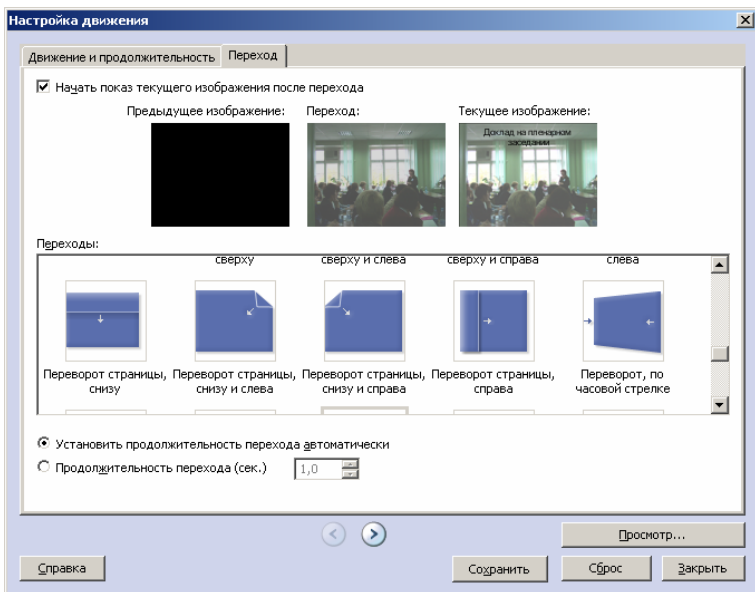 Настройка движения
Движение и продолжительность Переход
Начать показ текущего изображения после перехода
Предыдущее изображение: Переход: Текущее изображение:
Доклад на пленарном
заседании
Переходы:
сверху сверху и слева сверху и справа слева
Переворот страницы, Переворот страницы, Переворот страницы, Переворот страницы, Переворот, по
снизу снизу и слева снизу и справа справа часовой стрелке
Установить продолжительность перехода автоматически
Продолжительность перехода (сек.) 1,0
Просмотр...
Справка Сохранить Сброс Закрыть